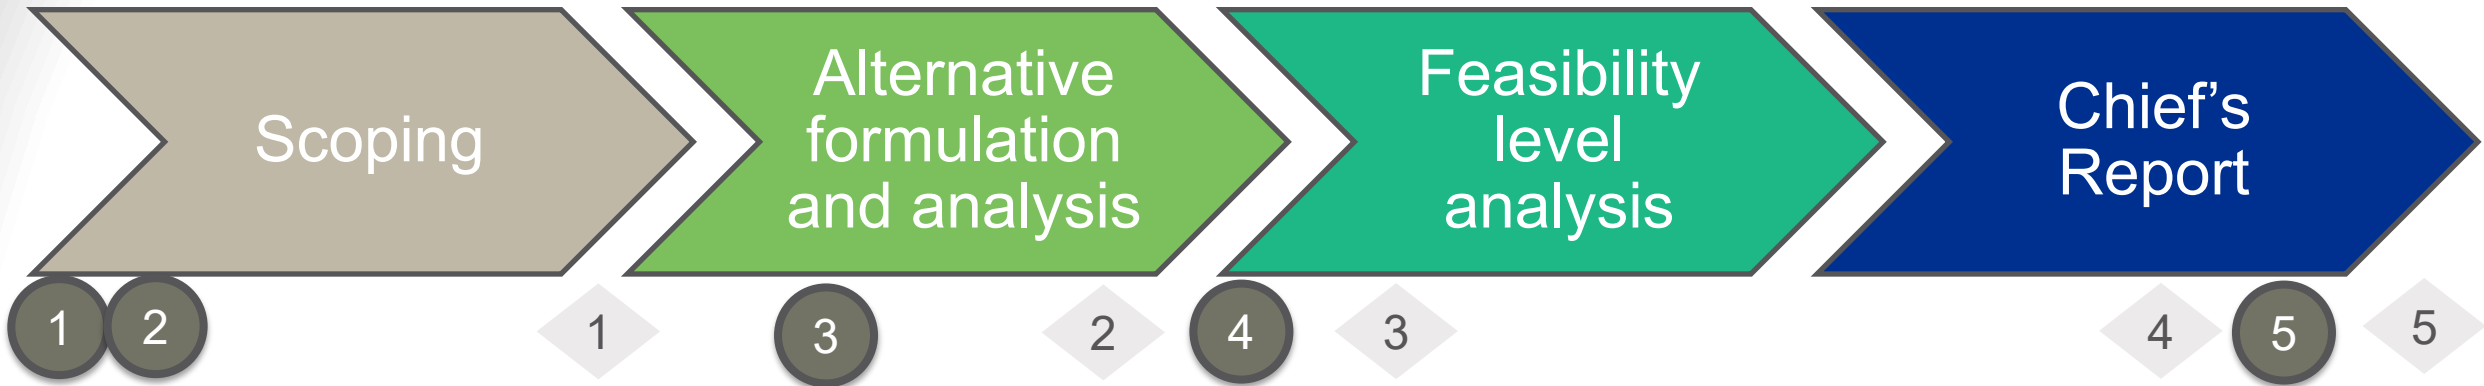 Scoping
Alternative
formulation
and analysis
Feasibility
level
analysis
Chief’s
Report
1 2 1 3 2 4 3 4 5 5